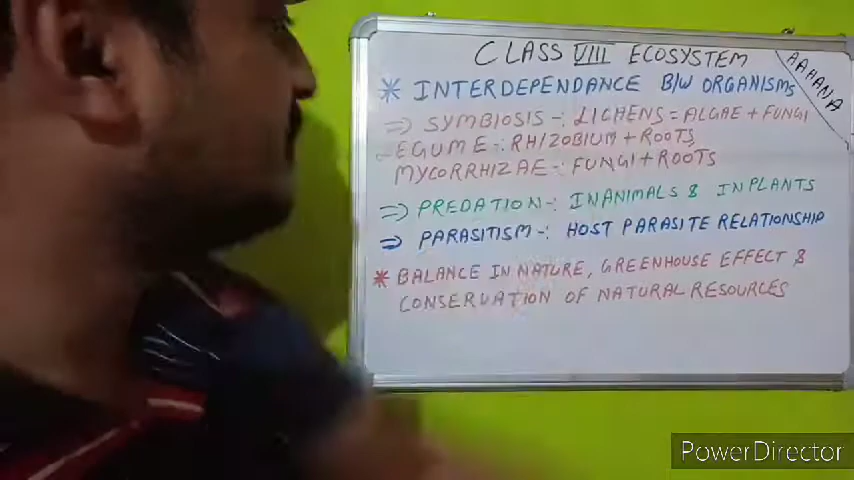 CLASS VIII ECOSYSTEM
AAHANA
* INTERDEPENDANCE B/W ORGANISMS
=> SYMBIOSIS -: LICHENS = ALGAE + FUNGI
LEGUME -: RHIZOBIUM + ROOTS
MYCORRHIZAE -: FUNGI + ROOTS
=> PREDATION -: IN ANIMALS & IN PLANTS
=> PARASITISM -: HOST PARASITE RELATIONSHIP
* BALANCE IN NATURE, GREENHOUSE EFFECT &
CONSERVATION OF NATURAL RESOURCES
PowerDirector